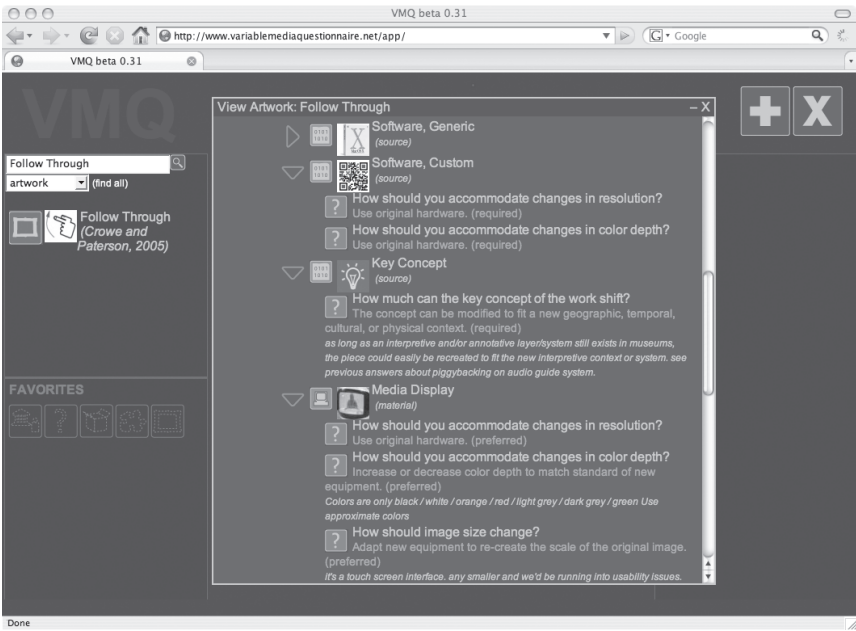 VMQ beta 0.31
http://www.variablemediaquestionnaire.net/app/
G Google
VMQ beta 0.31
VMQ
View Artwork: Follow Through
– X
X
Follow Through
artwork
(find all)
Follow Through
(Crowe and
Paterson, 2005)
FAVORITES
Software, Generic
(source)
Software, Custom
(source)
How should you accommodate changes in resolution?
Use original hardware. (required)
How should you accommodate changes in color depth?
Use original hardware. (required)
Key Concept
(source)
How much can the key concept of the work shift?
The concept can be modified to fit a new geographic, temporal,
cultural, or physical context. (required)
as long as an interpretive and/or annotative layer/system still exists in museums,
the piece could easily be recreated to fit the new interpretive context or system. see
previous answers about piggybacking on audio guide system.
Media Display
(material)
How should you accommodate changes in resolution?
Use original hardware. (preferred)
How should you accommodate changes in color depth?
Increase or decrease color depth to match standard of new
equipment. (preferred)
Colors are only black / white / orange / red / light grey / dark grey / green Use
approximate colors
How should image size change?
Adapt new equipment to re-create the scale of the original image.
(preferred)
it's a touch screen interface. any smaller and we'd be running into usability issues.
Done